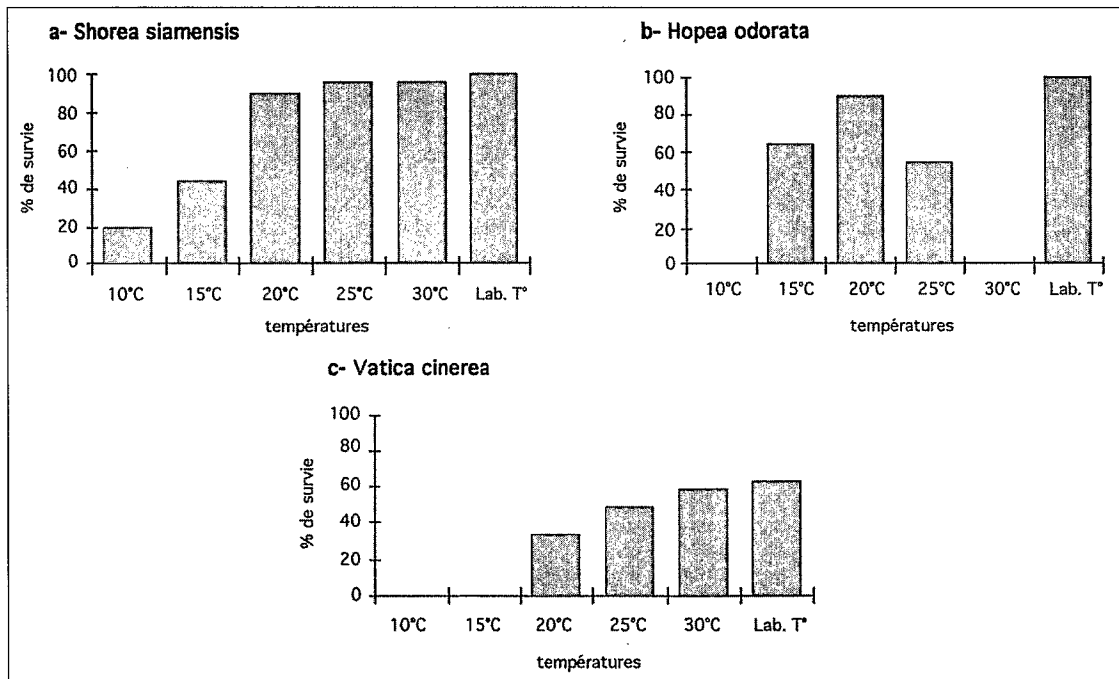 a- Shorea siamensis
% de survie
100
80
60
40
20
0
10°C 15°C 20°C 25°C 30°C Lab. T°
températures
b- Hopea odorata
% de survie
100
80
60
40
20
0
10°C 15°C 20°C 25°C 30°C Lab. T°
températures
c- Vatica cinerea
% de survie
100
80
60
40
20
0
10°C 15°C 20°C 25°C 30°C Lab. T°
températures